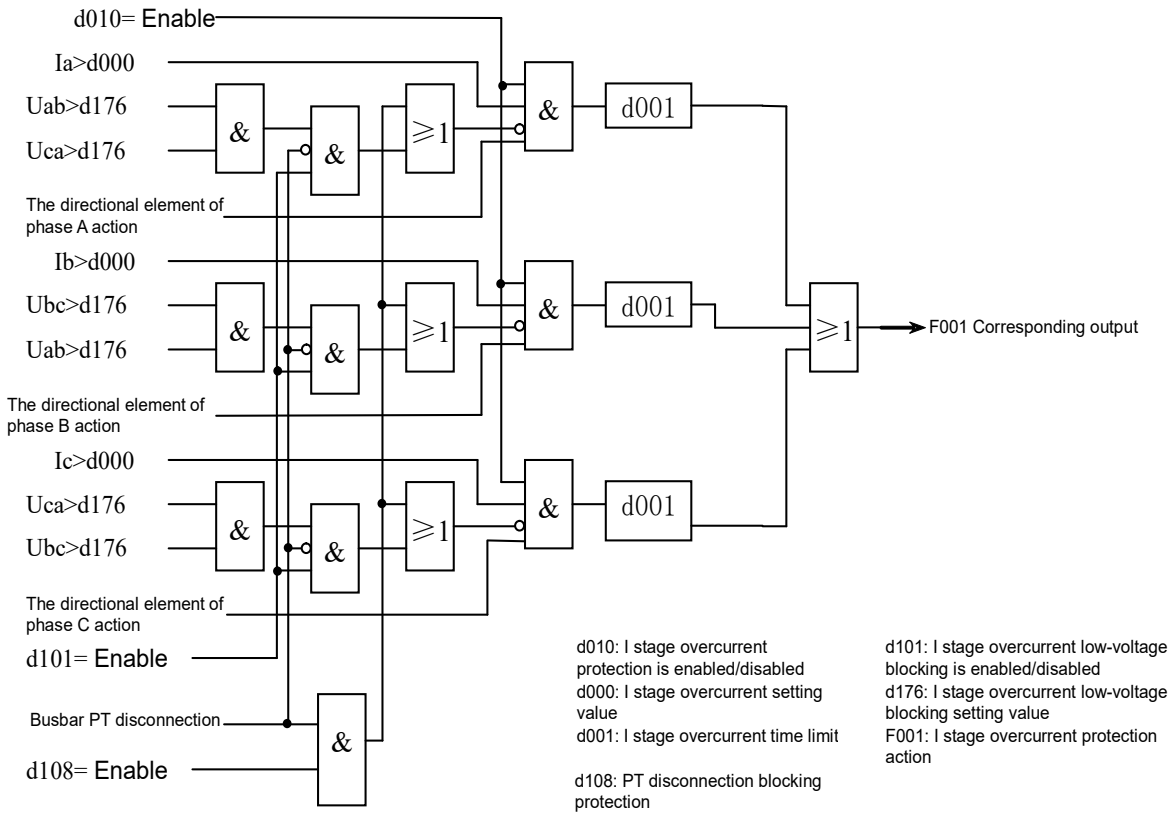 d010= Enable
Ia>d000
Uab>d176
Uca>d176
&
&
≥1
&
d001
The directional element of
phase A action
Ib>d000
Ubc>d176
Uab>d176
&
&
≥1
&
d001
≥1
F001 Corresponding output
The directional element of
phase B action
Ic>d000
Uca>d176
Ubc>d176
&
&
≥1
&
d001
The directional element of
phase C action
d101= Enable
Busbar PT disconnection
d108= Enable
&
d010: I stage overcurrent
protection is enabled/disabled
d000: I stage overcurrent setting
value
d001: I stage overcurrent time limit
d108: PT disconnection blocking
protection
d101: I stage overcurrent low-voltage
blocking is enabled/disabled
d176: I stage overcurrent low-voltage
blocking setting value
F001: I stage overcurrent protection
action